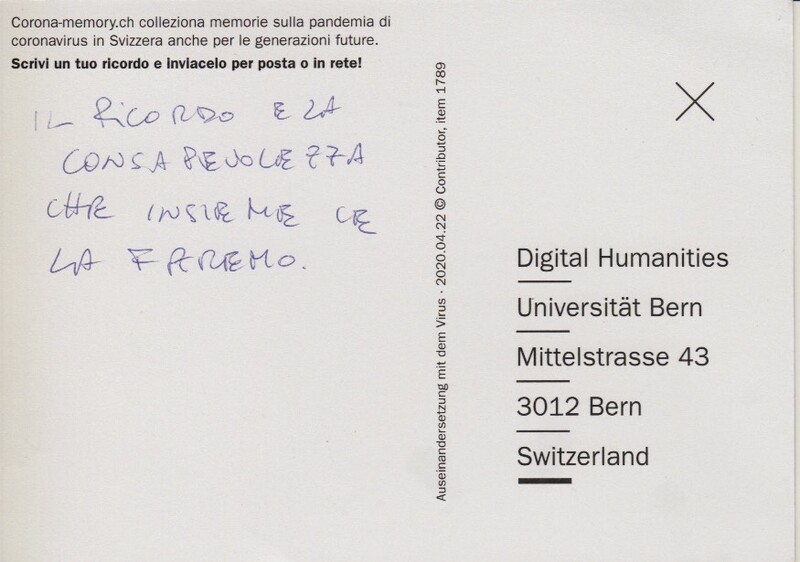 Corona-memory.ch colleziona memorie sulla pandemia di
coronavirus in Svizzera anche per le generazioni future.
Scrivi un tuo ricordo e inviacelo per posta o in rete!
IL RICORDO E LA
CONSAPEVOLEZZA
CHE INSIEME CE
LA FAREMO.
Auseinandersetzung mit dem Virus · 2020.04.22 © Contributor, item 1789
Digital Humanities
Universität Bern
Mittelstrasse 43
3012 Bern
Switzerland